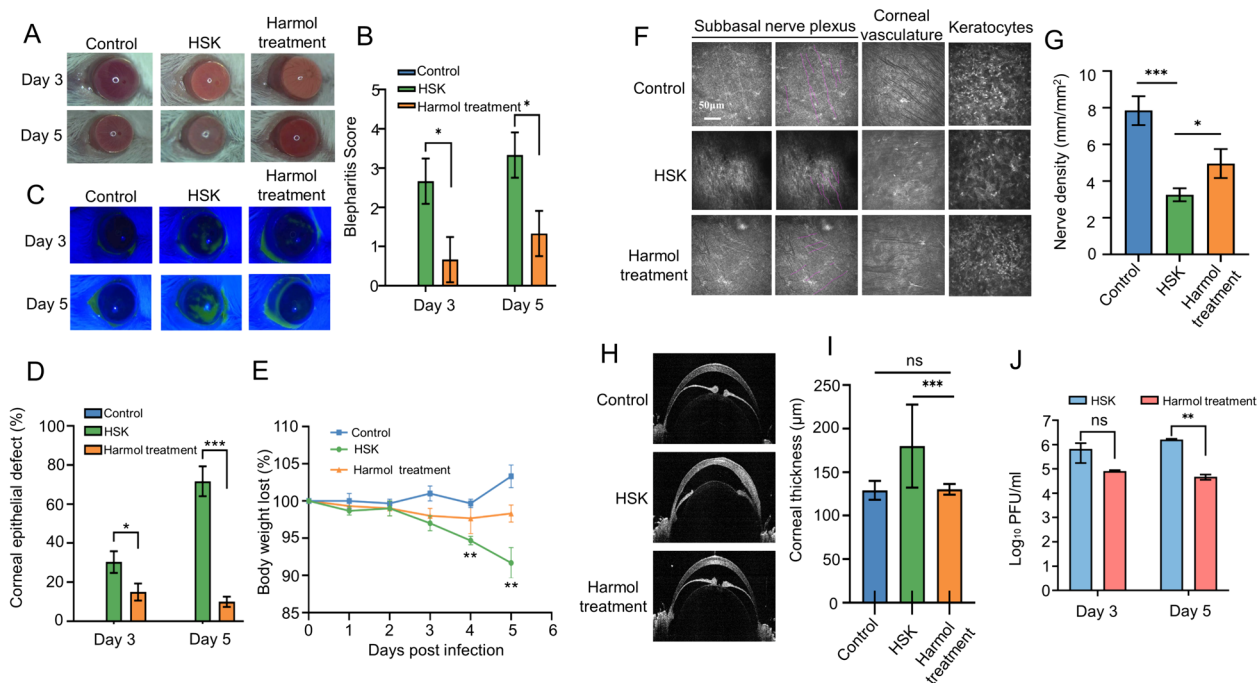 A
Control
HSK
Harmol
treatment
Day 3
Day 5
B
Control
HSK
Harmol treatment
Blepharitis Score
5
4
3
2
1
0
*
*
Day 3
Day 5
C
Control
HSK
Harmol
treatment
Day 3
Day 5
D
Control
HSK
Harmol treatment
Corneal epithelial defect (%)
100
80
60
40
20
0
*
***
Day 3
Day 5
E
Control
HSK
Harmol treatment
Body weight lost (%)
110
105
100
95
90
85
**
**
0
1
2
3
4
5
6
Days post infection
F
Subbasal nerve plexus
Corneal
vasculature
Keratocytes
Control
50μm
HSK
Harmol
treatment
G
Nerve density (mm/mm²)
10
8
6
4
2
0
***
*
Control
HSK
Harmol
treatment
H
Control
HSK
Harmol
treatment
I
Corneal thickness (μm)
250
200
150
100
50
0
ns
***
Control
HSK
Harmol
treatment
J
HSK
Harmol treatment
Log₁₀ PFU/ml
7
6
5
4
3
2
1
0
ns
**
Day 3
Day 5